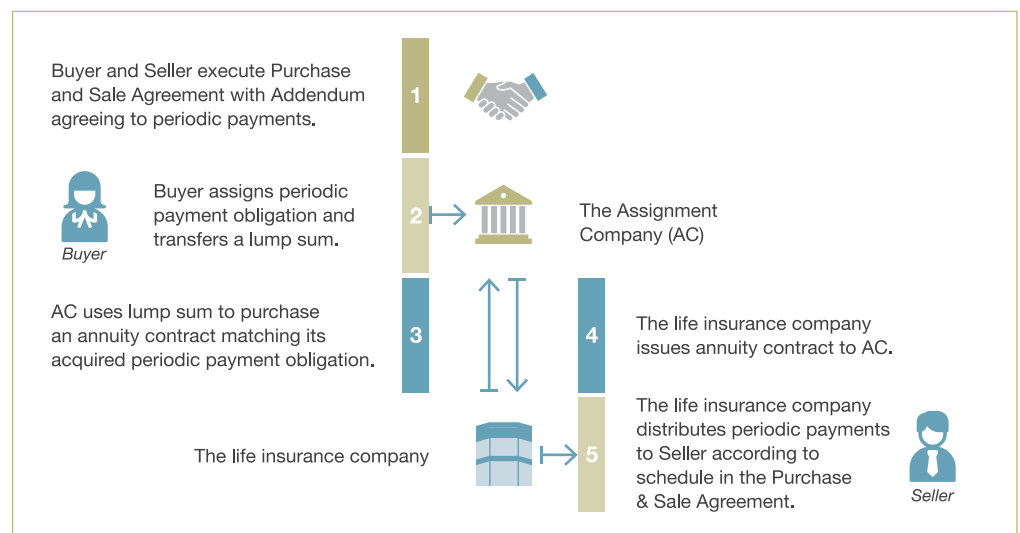 Buyer and Seller execute Purchase
and Sale Agreement with Addendum
agreeing to periodic payments.
1
Buyer
Buyer assigns periodic
payment obligation and
transfers a lump sum.
2
The Assignment
Company (AC)
AC uses lump sum to purchase
an annuity contract matching its
acquired periodic payment obligation.
3
4
The life insurance company
issues annuity contract to AC.
The life insurance company
5
The life insurance company
distributes periodic payments
to Seller according to
schedule in the Purchase
& Sale Agreement.
Seller